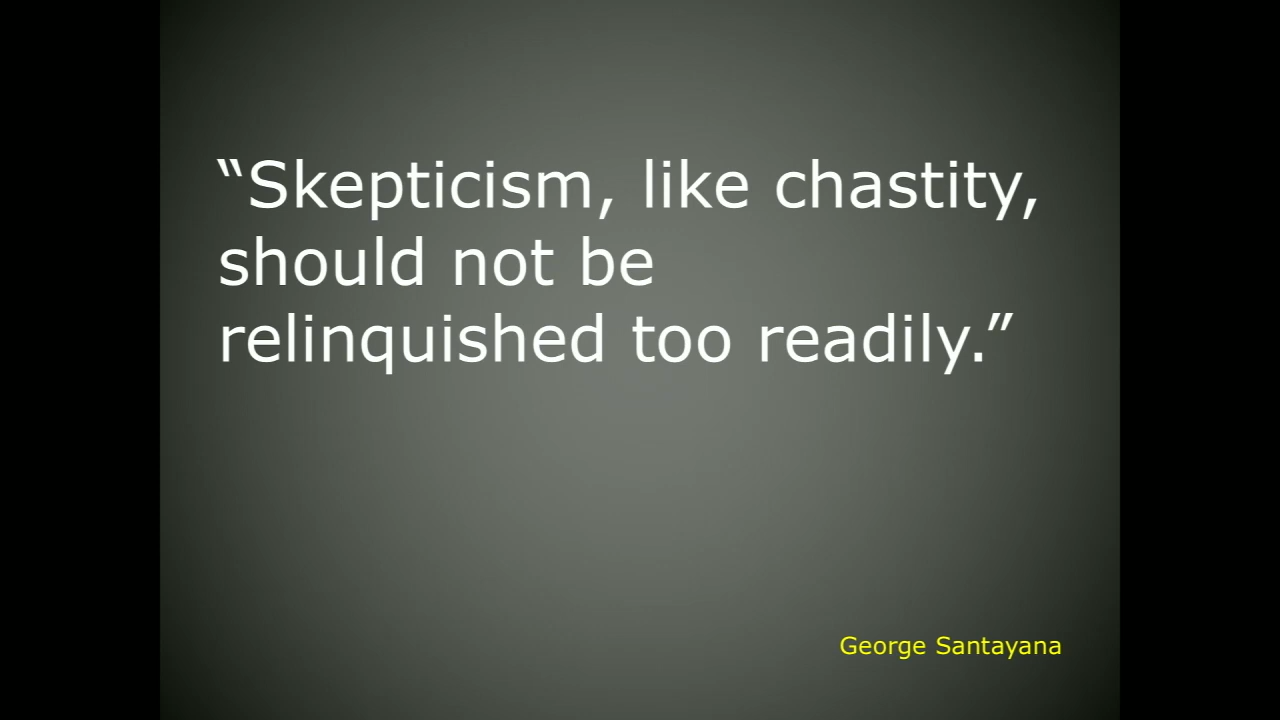 “Skepticism, like chastity,
should not be
relinquished too readily.”
George Santayana